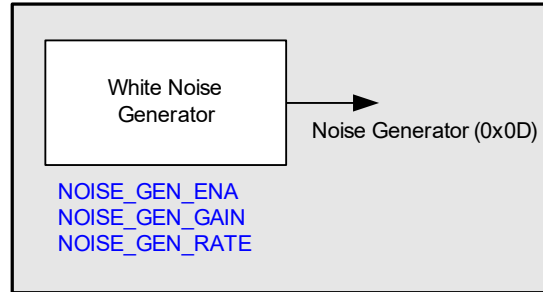 White Noise
Generator
Noise Generator (0x0D)
NOISE_GEN_ENA
NOISE_GEN_GAIN
NOISE_GEN_RATE